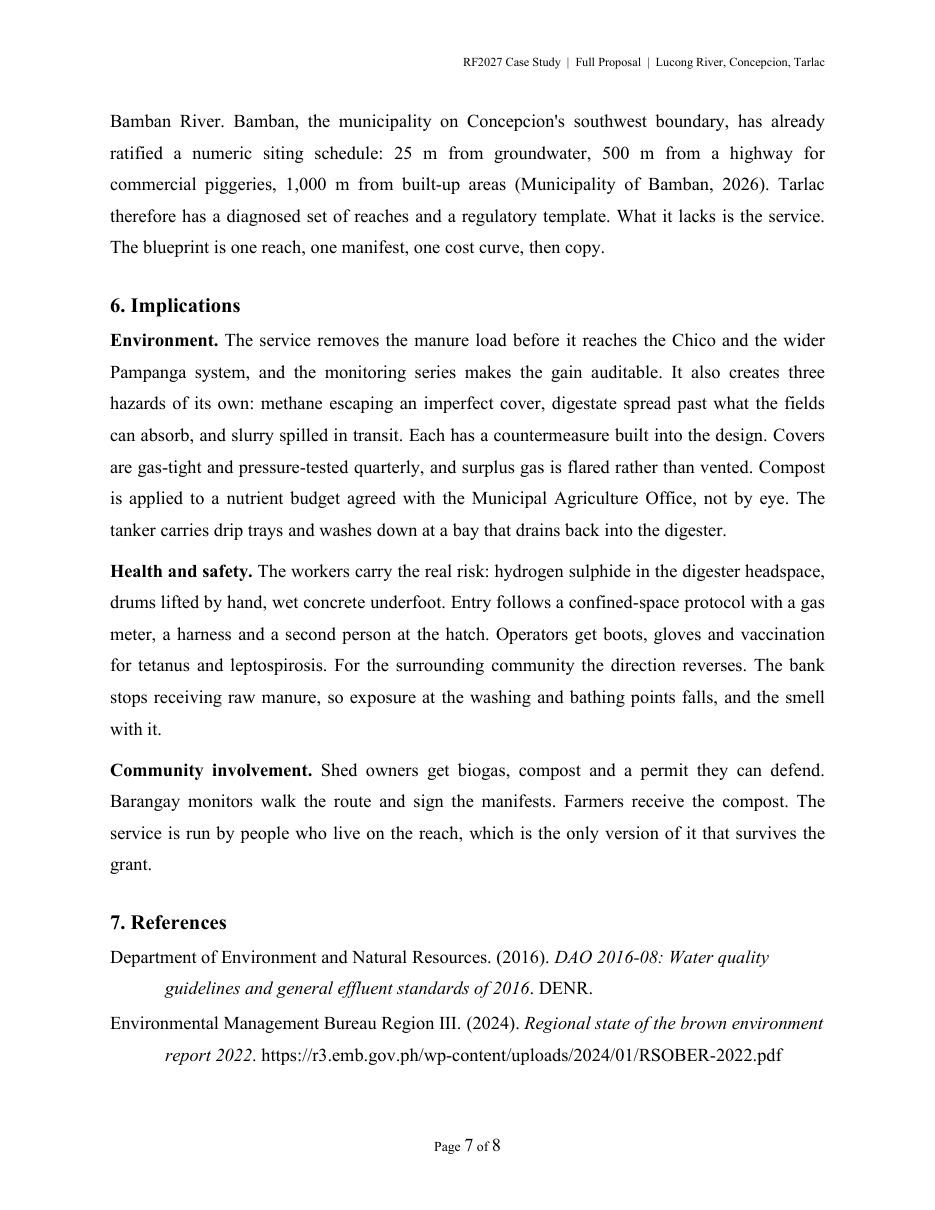 RF2027 Case Study | Full Proposal | Lucong River, Concepcion, Tarlac
Bamban River. Bamban, the municipality on Concepcion's southwest boundary, has already
ratified a numeric siting schedule: 25 m from groundwater, 500 m from a highway for
commercial piggeries, 1,000 m from built-up areas (Municipality of Bamban, 2026). Tarlac
therefore has a diagnosed set of reaches and a regulatory template. What it lacks is the service.
The blueprint is one reach, one manifest, one cost curve, then copy.
6. Implications
Environment. The service removes the manure load before it reaches the Chico and the wider
Pampanga system, and the monitoring series makes the gain auditable. It also creates three
hazards of its own: methane escaping an imperfect cover, digestate spread past what the fields
can absorb, and slurry spilled in transit. Each has a countermeasure built into the design. Covers
are gas-tight and pressure-tested quarterly, and surplus gas is flared rather than vented. Compost
is applied to a nutrient budget agreed with the Municipal Agriculture Office, not by eye. The
tanker carries drip trays and washes down at a bay that drains back into the digester.
Health and safety. The workers carry the real risk: hydrogen sulphide in the digester headspace,
drums lifted by hand, wet concrete underfoot. Entry follows a confined-space protocol with a gas
meter, a harness and a second person at the hatch. Operators get boots, gloves and vaccination
for tetanus and leptospirosis. For the surrounding community the direction reverses. The bank
stops receiving raw manure, so exposure at the washing and bathing points falls, and the smell
with it.
Community involvement. Shed owners get biogas, compost and a permit they can defend.
Barangay monitors walk the route and sign the manifests. Farmers receive the compost. The
service is run by people who live on the reach, which is the only version of it that survives the
grant.
7. References
Department of Environment and Natural Resources. (2016). DAO 2016-08: Water quality
guidelines and general effluent standards of 2016. DENR.
Environmental Management Bureau Region III. (2024). Regional state of the brown environment
report 2022. https://r3.emb.gov.ph/wp-content/uploads/2024/01/RSOBER-2022.pdf
Page 7 of 8